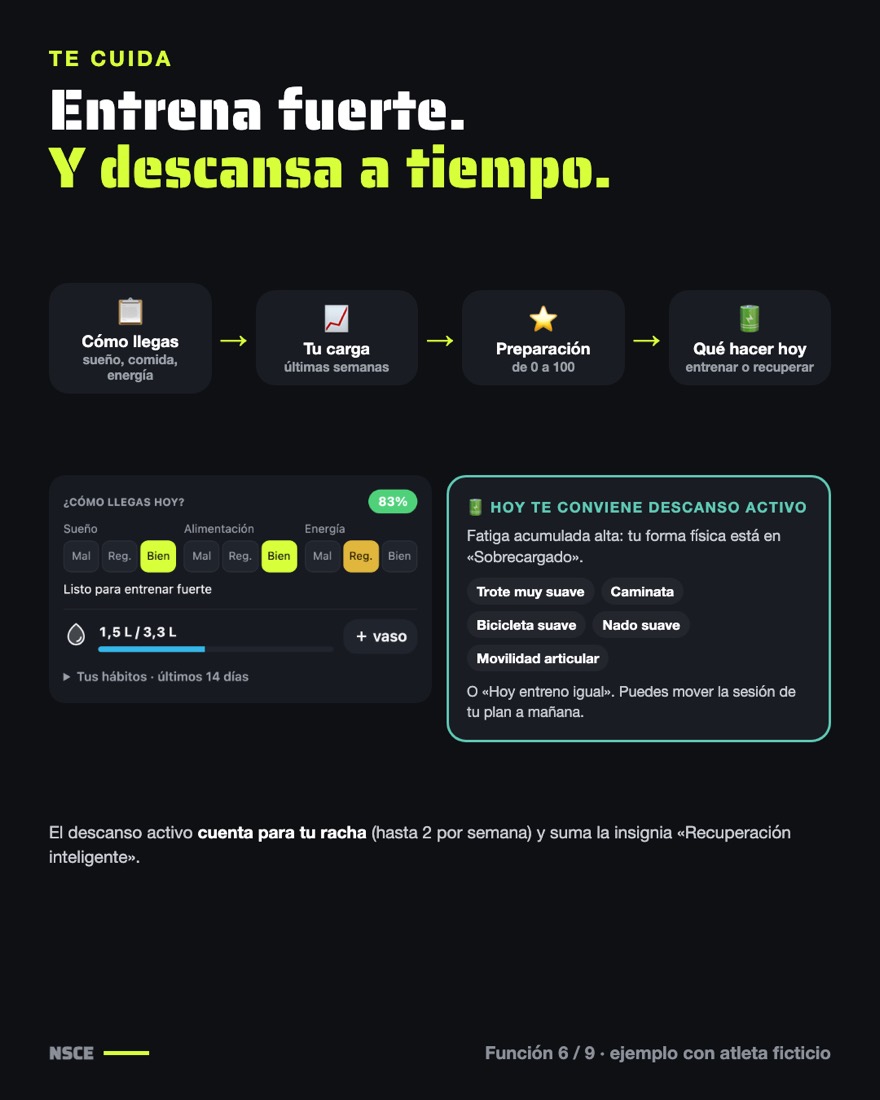 TE CUIDA
Entrena fuerte.
Y descansa a tiempo.
Cómo llegas
sueño, comida,
energía
→
Tu carga
últimas semanas
→
Preparación
de 0 a 100
→
Qué hacer hoy
entrenar o recuperar
¿CÓMO LLEGAS HOY?
83%
Sueño
Mal Reg. Bien
Alimentación
Mal Reg. Bien
Energía
Mal Reg. Bien
Listo para entrenar fuerte
1,5 L / 3,3 L
+ vaso
▸ Tus hábitos · últimos 14 días
HOY TE CONVIENE DESCANSO ACTIVO
Fatiga acumulada alta: tu forma física está en
«Sobrecargado».
Trote muy suave
Caminata
Bicicleta suave
Nado suave
Movilidad articular
O «Hoy entreno igual». Puedes mover la sesión de
tu plan a mañana.
El descanso activo cuenta para tu racha (hasta 2 por semana) y suma la insignia «Recuperación
inteligente».
NSCE
Función 6 / 9 · ejemplo con atleta ficticio